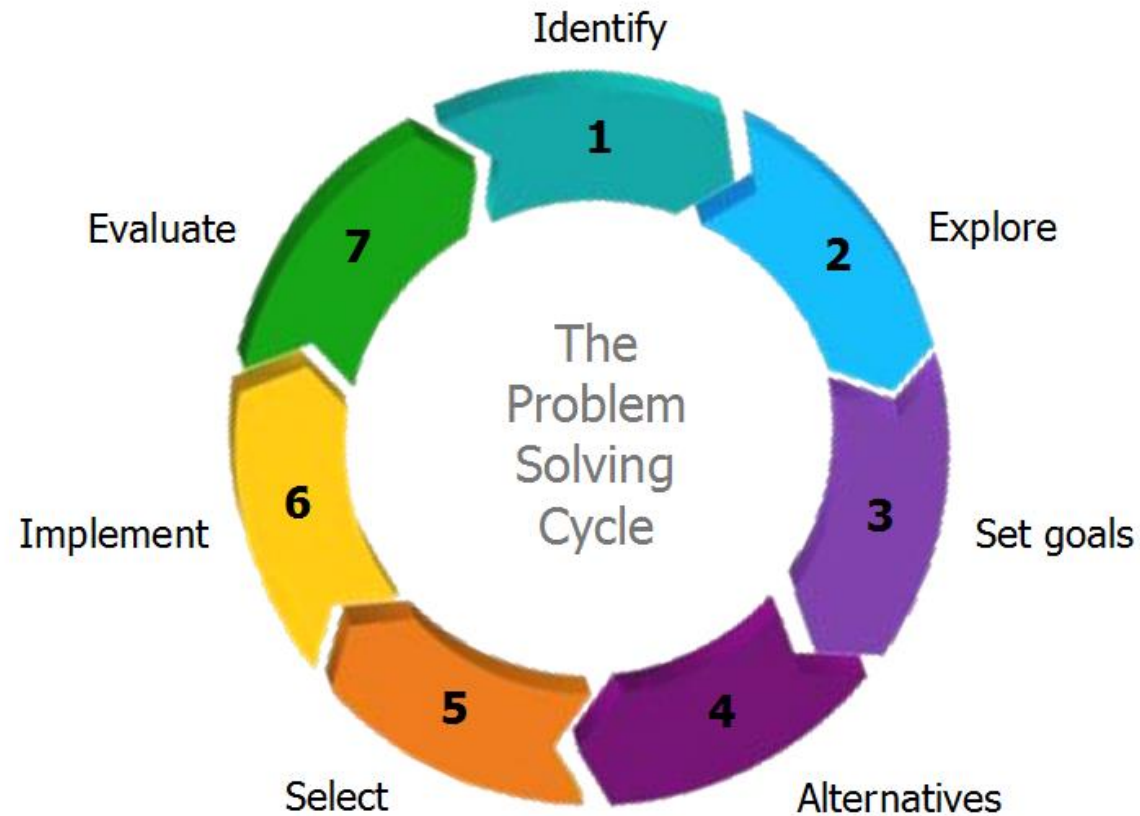 Identify
1
Explore
2
Set goals
3
Alternatives
4
Select
5
Implement
6
Evaluate
7
The
Problem
Solving
Cycle